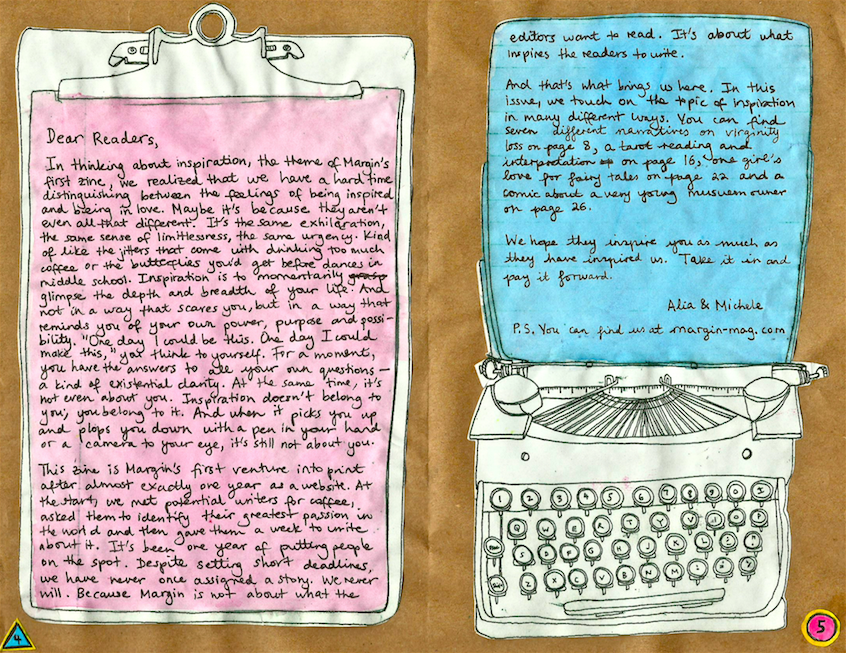 Dear Readers,
In thinking about inspiration, the theme of Margin's
first zine, we realized that we have a hard time
distinguishing between the feelings of being inspired
and being in love. Maybe it's because they aren't
even all that different. It's the same exhilaration,
the same sense of limitlessness, the same urgency. Kind
of like the jitters that come with drinking too much
coffee or the butterflies you'd get before dances in
middle school. Inspiration is to momentarily grasp
glimpse the depth and breadth of your life. And
not in a way that scares you, but in a way that
reminds you of your own power, purpose and possi-
bility. "One day I could be this. One day I could
make this," you think to yourself. For a moment,
you have the answers to all your own questions —
a kind of existential clarity. At the same time, it's
not even about you. Inspiration doesn't belong to
you; you belong to it. And when it picks you up
and plops you down with a pen in your hand
or a camera to your eye, it's still not about you.
This zine is Margin's first venture into print
after almost exactly one year as a website. At
the start, we met potential writers for coffee,
asked them to identify their greatest passion in
the world and then gave them a week to write
about it. It's been one year of putting people
on the spot. Despite setting short deadlines,
we have never once assigned a story. We never
will. Because Margin is not about what the
4
editors want to read. It's about what
inspires the readers to write.
And that's what brings us here. In this
issue, we touch on the topic of inspiration
in many different ways. You can find
seven different narratives on virginity
loss on page 8, a tarot reading and
interpretation on page 16, one girl's
love for fairy tales on page 22 and a
comic about a very young museum owner
on page 26.
We hope they inspire you as much as
they have inspired us. Take it in and
pay it forward.
Alia & Michele
P.S. You can find us at margin-mag.com
1 2 3 4 5 6 7 8 9 0
Q W E R T Y
S D F G H J K L
Z X C V B N M
5